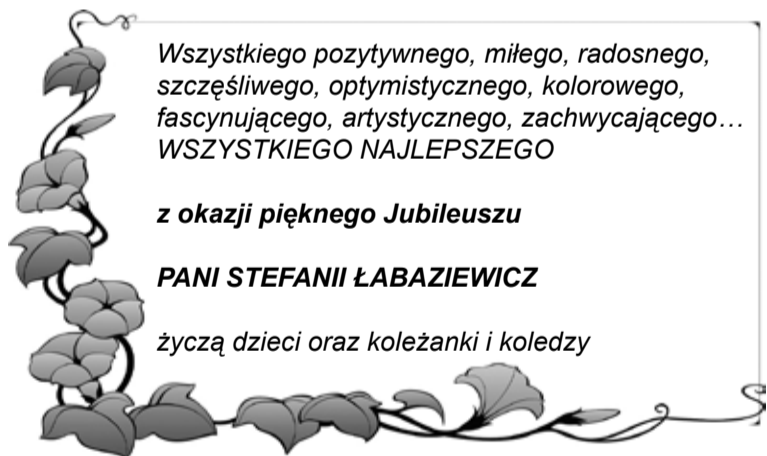 Wszystkiego pozytywnego, miłego, radosnego,
szczęśliwego, optymistycznego, kolorowego,
fascynującego, artystycznego, zachwycającego…
WSZYSTKIEGO NAJLEPSZEGO
z okazji pięknego Jubileuszu
PANI STEFANII ŁABAZIEWICZ
życzą dzieci oraz koleżanki i koledzy